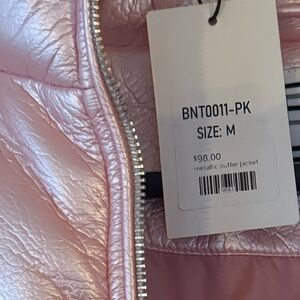 BNT0011-PK
SIZE: M
$98.00
metallic puffer jacket